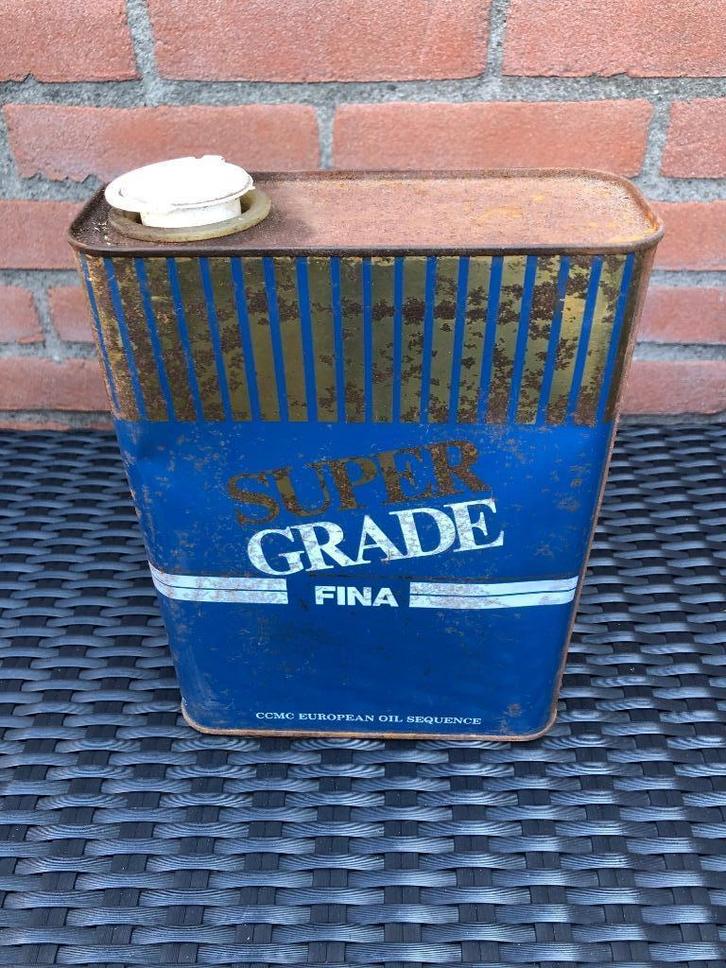 SUPER
GRADE
FINA
CCMC EUROPEAN OIL SEQUENCE